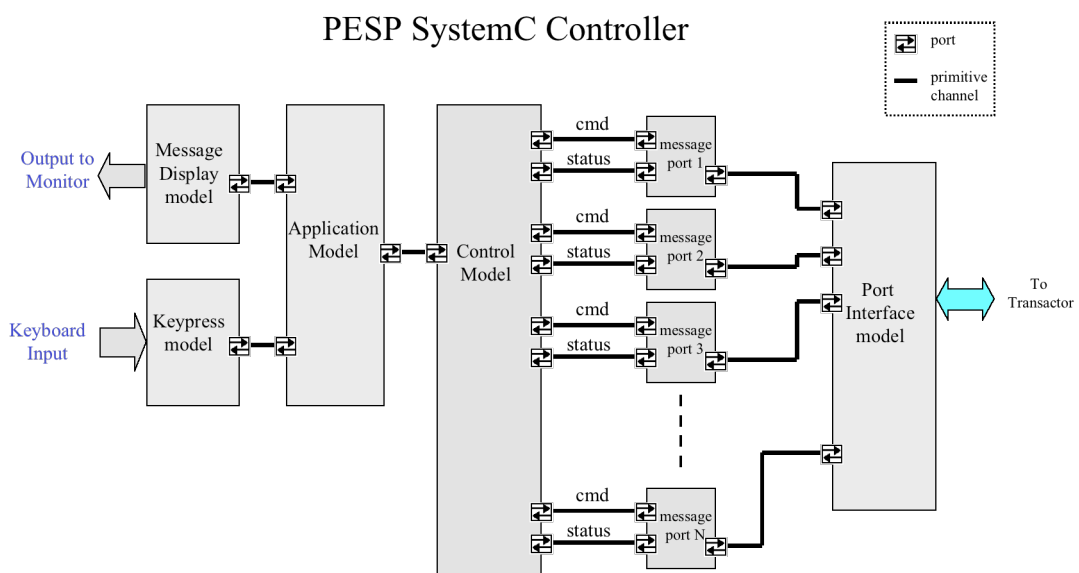 PESP SystemC Controller
port
primitive
channel
Output to
Monitor
Message
Display
model
Keyboard
Input
Keypress
model
Application
Model
Control
Model
cmd
status
message
port 1
cmd
status
message
port 2
cmd
status
message
port 3
cmd
status
message
port N
Port
Interface
model
To
Transactor